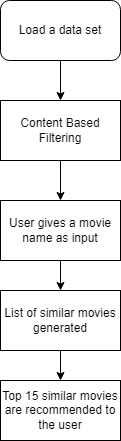 Load a data set
Content Based
Filtering
User gives a movie
name as input
List of similar movies
generated
Top 15 similar movies
are recommended to
the user